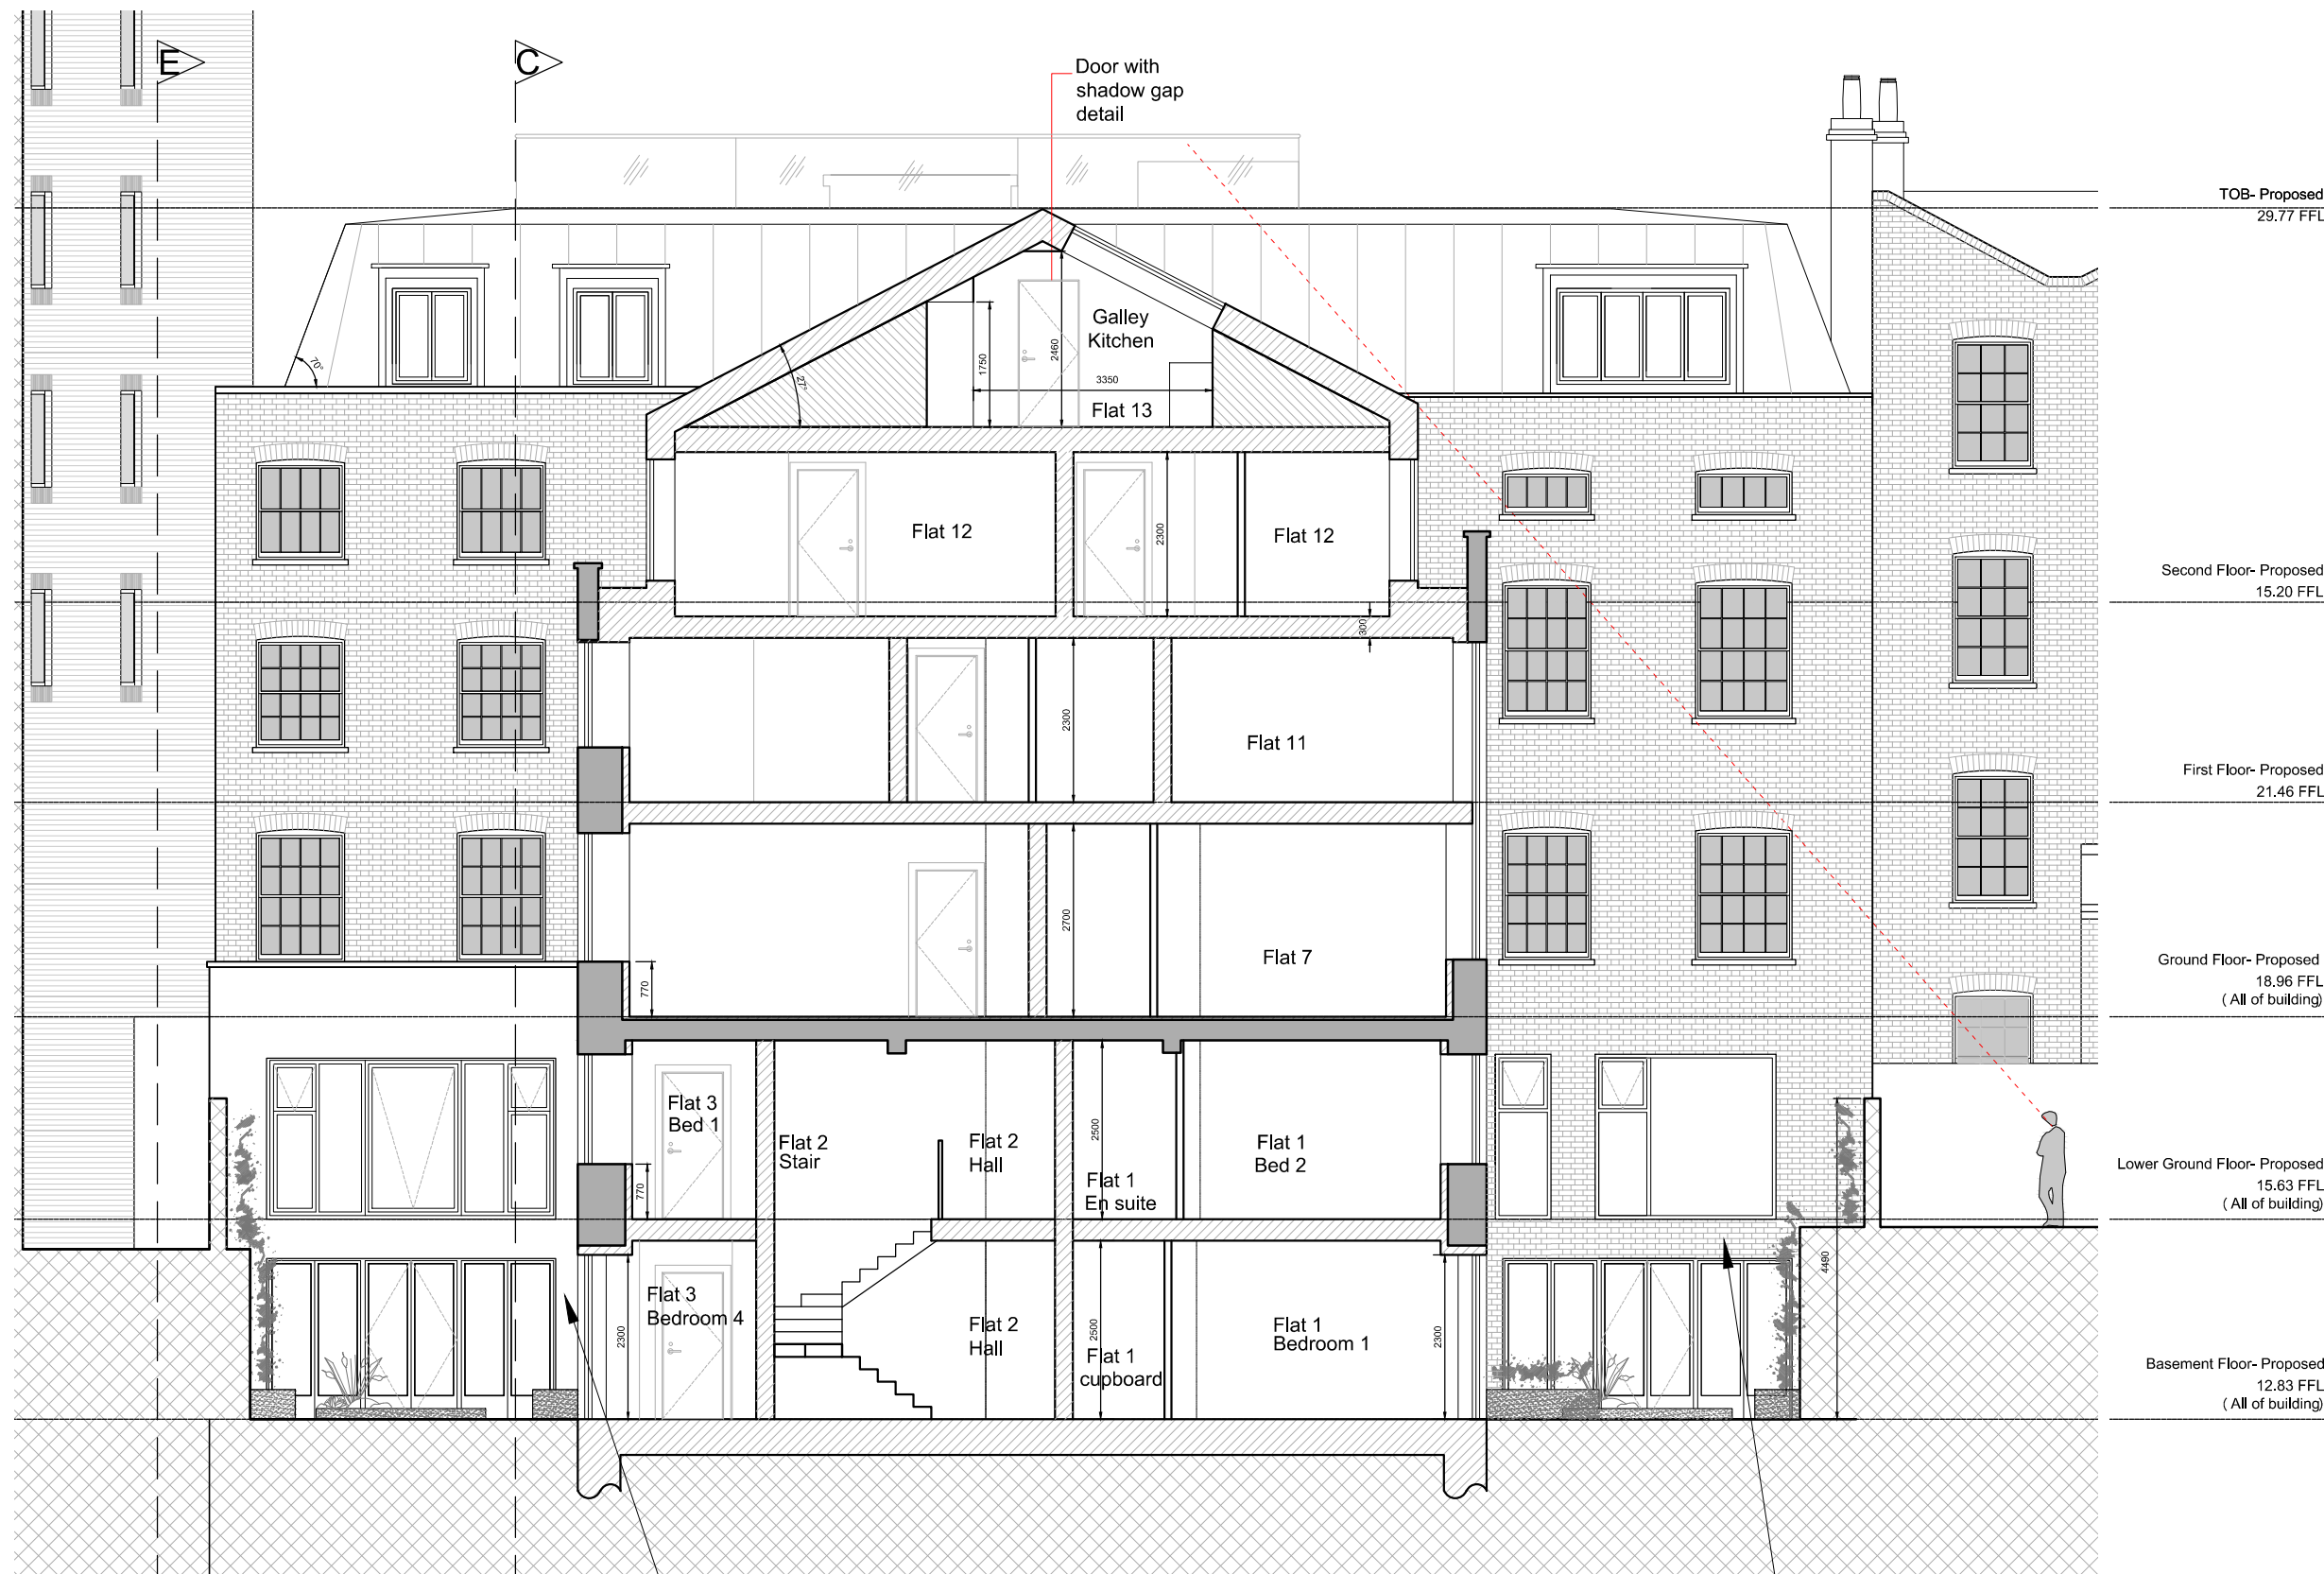 E
C
Door with
shadow gap
detail
TOB- Proposed
29.77 FFL
70°
27°
1750
2460
Galley
Kitchen
3350
Flat 13
Flat 12
2300
Flat 12
Second Floor- Proposed
15.20 FFL
300
2300
Flat 11
First Floor- Proposed
21.46 FFL
2700
Flat 7
770
Ground Floor- Proposed
18.96 FFL
( All of building)
Flat 3
Bed 1
Flat 2
Stair
Flat 2
Hall
2500
Flat 1
En suite
Flat 1
Bed 2
770
Lower Ground Floor- Proposed
15.63 FFL
( All of building)
4490
Flat 3
Bedroom 4
2300
Flat 2
Hall
2500
Flat 1
cupboard
Flat 1
Bedroom 1
2300
Basement Floor- Proposed
12.83 FFL
( All of building)